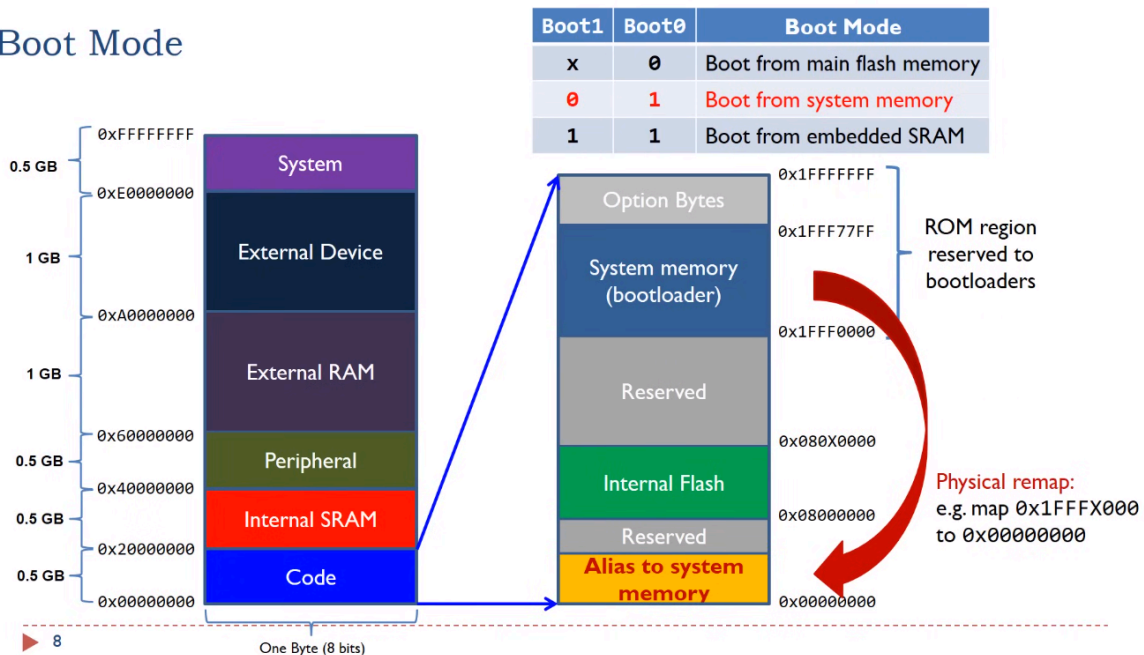 Boot Mode
Boot1 Boot0 Boot Mode
x 0 Boot from main flash memory
0 1 Boot from system memory
1 1 Boot from embedded SRAM
0xFFFFFFFF
0.5 GB
System
0xE0000000
1 GB
External Device
0xA0000000
1 GB
External RAM
0x60000000
0.5 GB
Peripheral
0x40000000
0.5 GB
Internal SRAM
0x20000000
0.5 GB
Code
0x00000000
One Byte (8 bits)
0x1FFFFFFF
Option Bytes
0x1FFF77FF
System memory
(bootloader)
0x1FFF0000
Reserved
0x080X0000
Internal Flash
0x08000000
Reserved
Alias to system
memory
0x00000000
ROM region
reserved to
bootloaders
Physical remap:
e.g. map 0x1FFFX000
to 0x00000000
8